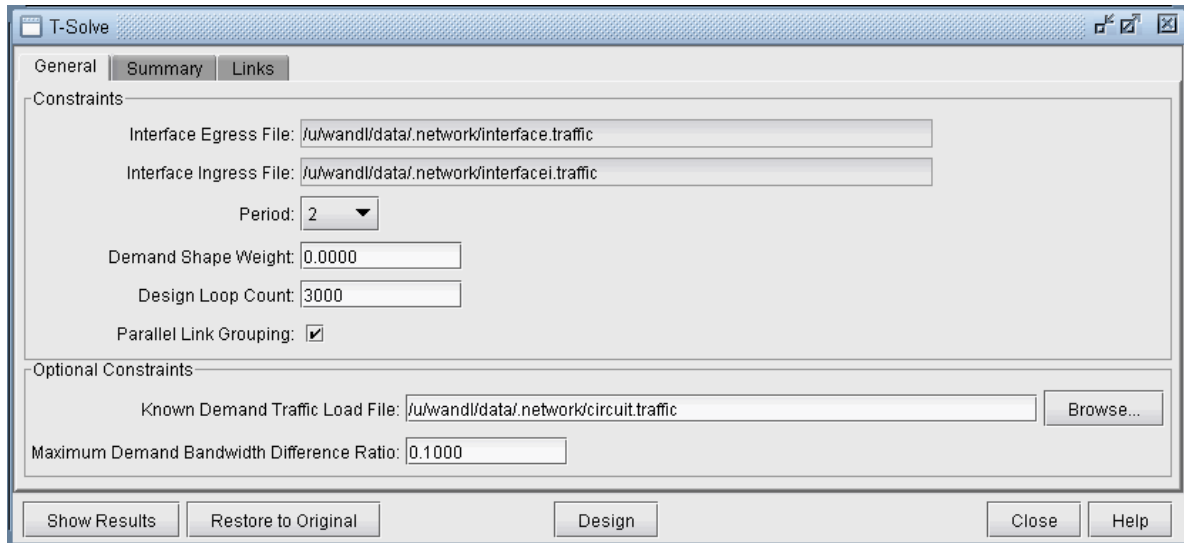 T-Solve
General Summary Links
Constraints
Interface Egress File: /u/wandl/data/.network/interface.traffic
Interface Ingress File: /u/wandl/data/.network/interfacei.traffic
Period: 2
Demand Shape Weight: 0.0000
Design Loop Count: 3000
Parallel Link Grouping:
Optional Constraints
Known Demand Traffic Load File: /u/wandl/data/.network/circuit.traffic Browse...
Maximum Demand Bandwidth Difference Ratio: 0.1000
Show Results Restore to Original Design Close Help